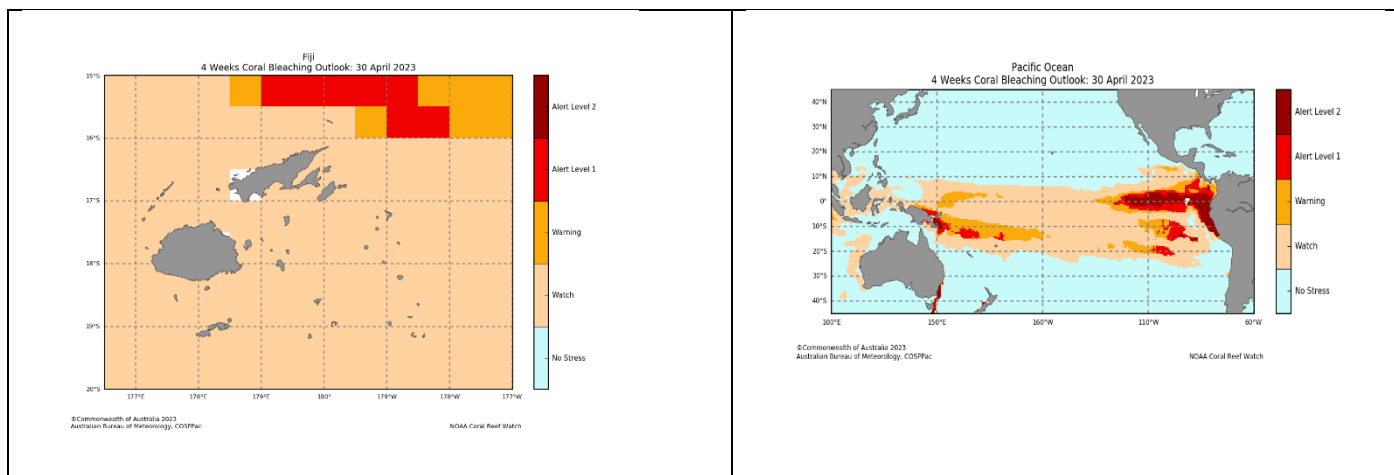 Fiji
4 Weeks Coral Bleaching Outlook: 30 April 2023
15°S
16°S
17°S
18°S
19°S
20°S
177°E
178°E
179°E
180°
179°W
178°W
177°W
Alert Level 2
Alert Level 1
Warning
Watch
No Stress
©Commonwealth of Australia 2023
Australian Bureau of Meteorology, COSPPac
NOAA Coral Reef Watch
Pacific Ocean
4 Weeks Coral Bleaching Outlook: 30 April 2023
40°N
30°N
20°N
10°N
0°
10°S
20°S
30°S
40°S
100°E
150°E
160°W
110°W
60°W
Alert Level 2
Alert Level 1
Warning
Watch
No Stress
©Commonwealth of Australia 2023
Australian Bureau of Meteorology, COSPPac
NOAA Coral Reef Watch